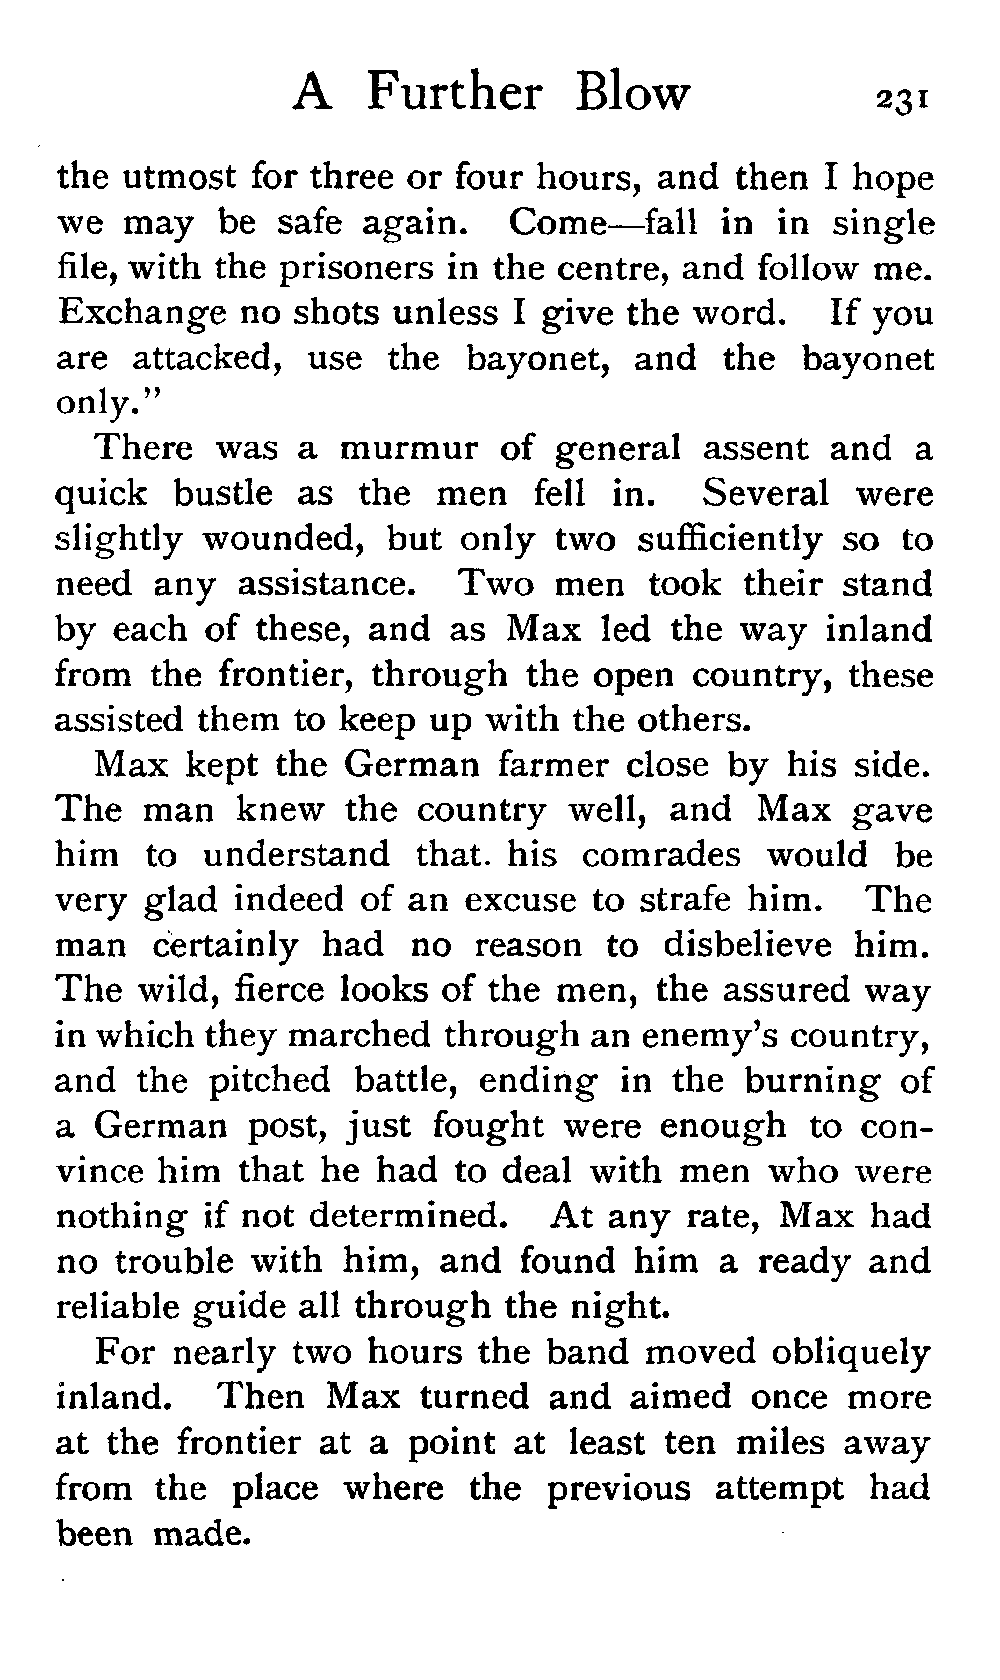 A Further Blow 231
the utmost for three or four hours, and then I hope
we may be safe again. Come—fall in in single
file, with the prisoners in the centre, and follow me.
Exchange no shots unless I give the word. If you
are attacked, use the bayonet, and the bayonet
only."
There was a murmur of general assent and a
quick bustle as the men fell in. Several were
slightly wounded, but only two sufficiently so to
need any assistance. Two men took their stand
by each of these, and as Max led the way inland
from the frontier, through the open country, these
assisted them to keep up with the others.
Max kept the German farmer close by his side.
The man knew the country well, and Max gave
him to understand that. his comrades would be
very glad indeed of an excuse to strafe him. The
man certainly had no reason to disbelieve him.
The wild, fierce looks of the men, the assured way
in which they marched through an enemy's country,
and the pitched battle, ending in the burning of
a German post, just fought were enough to con-
vince him that he had to deal with men who were
nothing if not determined. At any rate, Max had
no trouble with him, and found him a ready and
reliable guide all through the night.
For nearly two hours the band moved obliquely
inland. Then Max turned and aimed once more
at the frontier at a point at least ten miles away
from the place where the previous attempt had
been made.